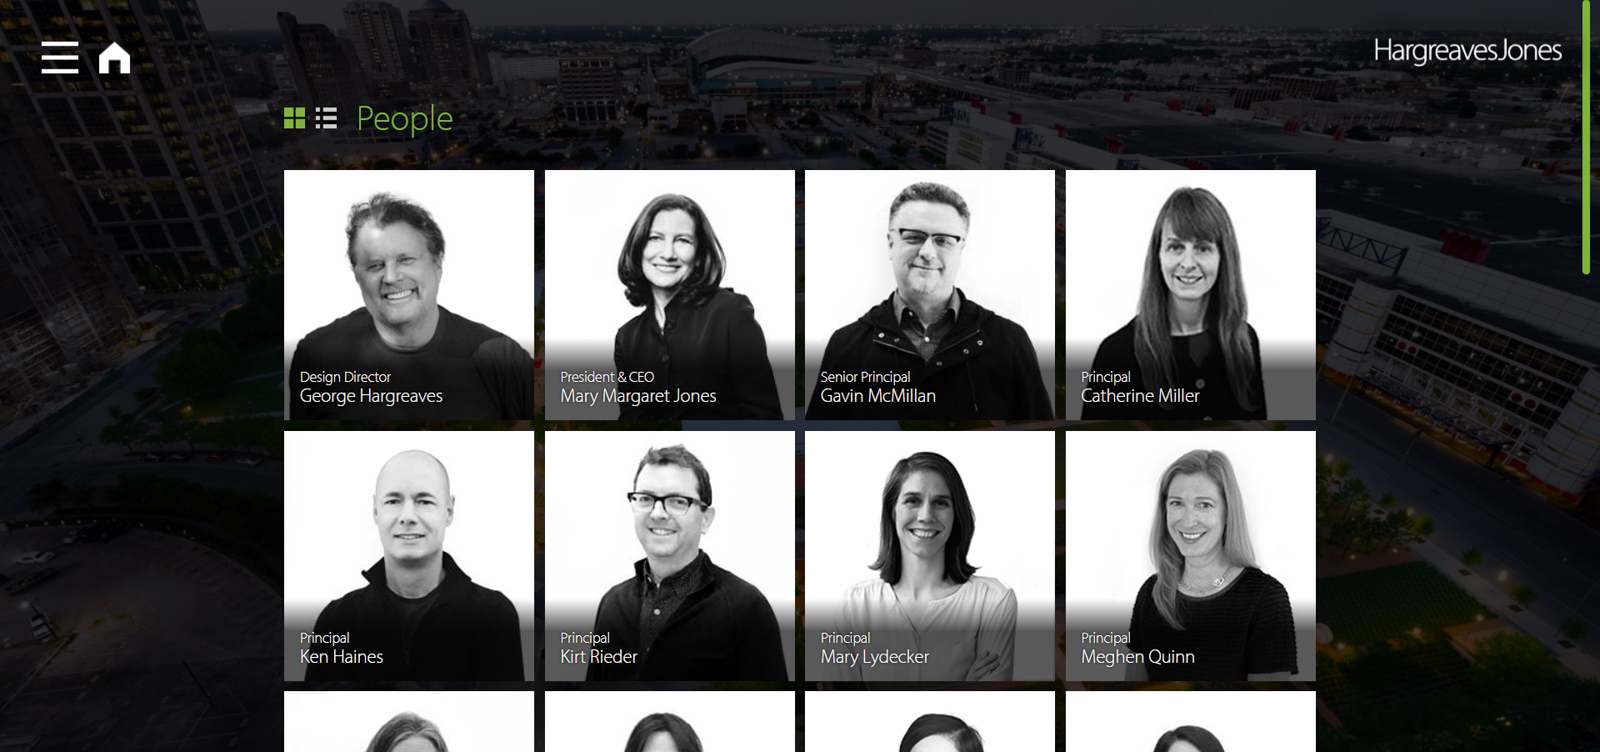 HargreavesJones
People
Design Director
George Hargreaves
President & CEO
Mary Margaret Jones
Senior Principal
Gavin McMillan
Principal
Catherine Miller
Principal
Ken Haines
Principal
Kirt Rieder
Principal
Mary Lydecker
Principal
Meghen Quinn